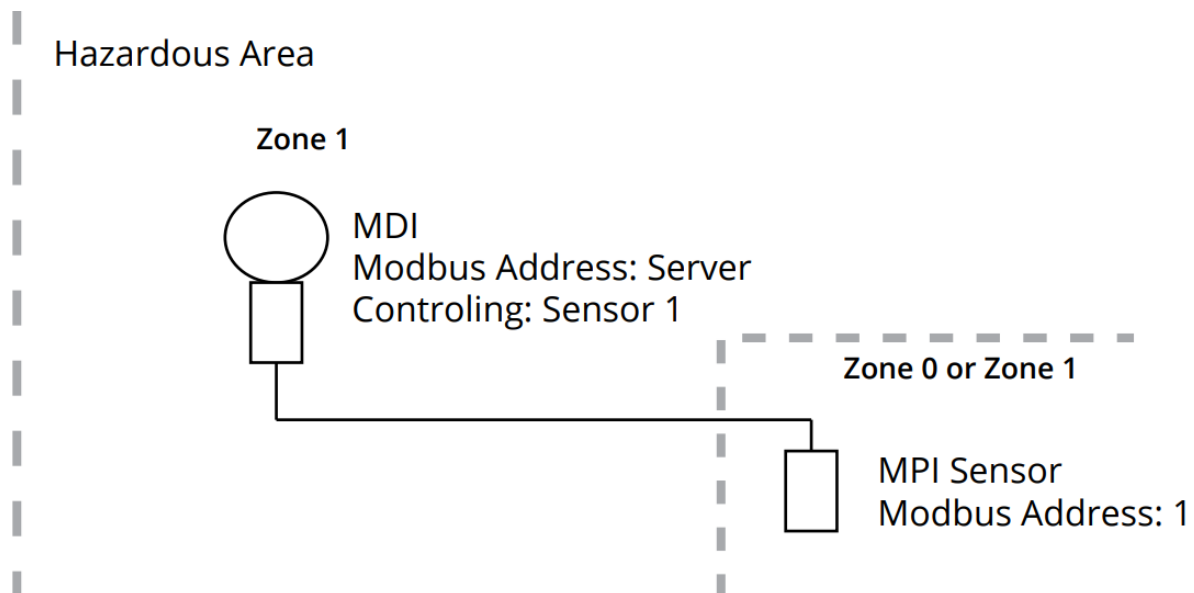 Hazardous Area
Zone 1
MDI
Modbus Address: Server
Controling: Sensor 1
Zone 0 or Zone 1
MPI Sensor
Modbus Address: 1